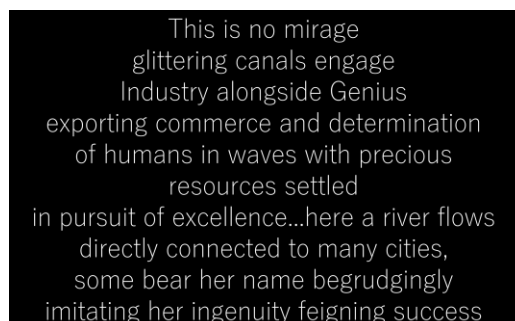 This is no mirage
glittering canals engage
Industry alongside Genius
exporting commerce and determination
of humans in waves with precious
resources settled
in pursuit of excellence...here a river flows
directly connected to many cities,
some bear her name begrudgingly
imitating her ingenuity feigning success